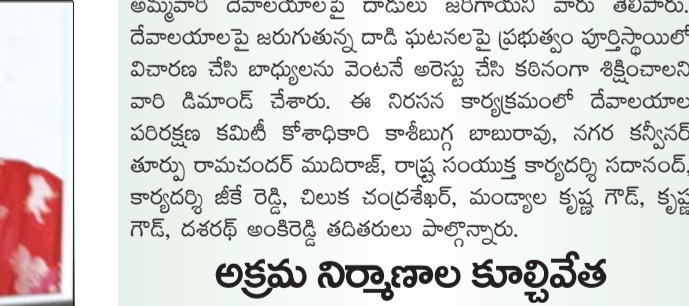 అమ్మవారి దేవాలయాలపై దాడులు జరిగాయని వారు తెలిపారు.
దేవాలయాలపై జరుగుతున్న దాడి ఘటనలపై ప్రభుత్వం పూర్తిస్థాయిలో
విచారణ చేసి బాధ్యులను వెంటనే అరెస్టు చేసి కఠినంగా శిక్షించాలని
వారి డిమాండ్ చేశారు. ఈ నిరసన కార్యక్రమంలో దేవాలయాల
పరిరక్షణ కమిటీ కోశాధికారి కాశీబుగ్గ బాబురావు, నగర కన్వీనర్
తూర్పు రామచందర్ ముదిరాజ్, రాష్ట్ర సంయుక్త కార్యదర్శి సదానంద్,
కార్యదర్శి జీకే రెడ్డి, చిలుక చంద్రశేఖర్, మండ్యాల కృష్ణ గౌడ్, కృష్ణ
గౌడ్, దశరథ్ అంకిరెడ్డి తదితరులు పాల్గొన్నారు.
అక్రమ నిర్మాణాల కూల్చివేత